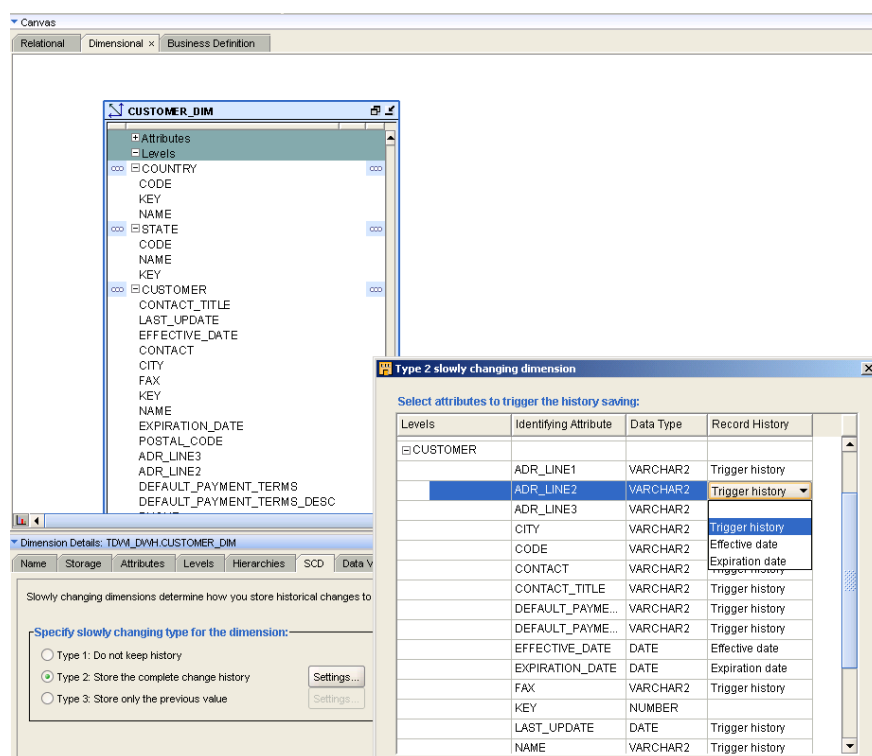 Canvas
Relational Dimensional × Business Definition
CUSTOMER_DIM
Attributes
Levels
COUNTRY
CODE
KEY
NAME
STATE
CODE
NAME
KEY
CUSTOMER
CONTACT_TITLE
LAST_UPDATE
EFFECTIVE_DATE
CONTACT
CITY
FAX
KEY
NAME
EXPIRATION_DATE
POSTAL_CODE
ADR_LINE3
ADR_LINE2
DEFAULT_PAYMENT_TERMS
DEFAULT_PAYMENT_TERMS_DESC
Dimension Details: TDWI_DWH.CUSTOMER_DIM
Name Storage Attributes Levels Hierarchies SCD Data V
Slowly changing dimensions determine how you store historical changes to
Specify slowly changing type for the dimension:
Type 1: Do not keep history
Type 2: Store the complete change history Settings...
Type 3: Store only the previous value Settings...
Type 2 slowly changing dimension
Select attributes to trigger the history saving:
Levels Identifying Attribute Data Type Record History
CUSTOMER
ADR_LINE1 VARCHAR2 Trigger history
ADR_LINE2 VARCHAR2 Trigger history
ADR_LINE3 VARCHAR2
CITY VARCHAR2 Trigger history
CODE VARCHAR2 Effective date
Expiration date
CONTACT VARCHAR2 Trigger history
CONTACT_TITLE VARCHAR2 Trigger history
DEFAULT_PAYME... VARCHAR2 Trigger history
DEFAULT_PAYME... VARCHAR2 Trigger history
EFFECTIVE_DATE DATE Effective date
EXPIRATION_DATE DATE Expiration date
FAX VARCHAR2 Trigger history
KEY NUMBER
LAST_UPDATE DATE Trigger history
NAME VARCHAR2 Trigger history